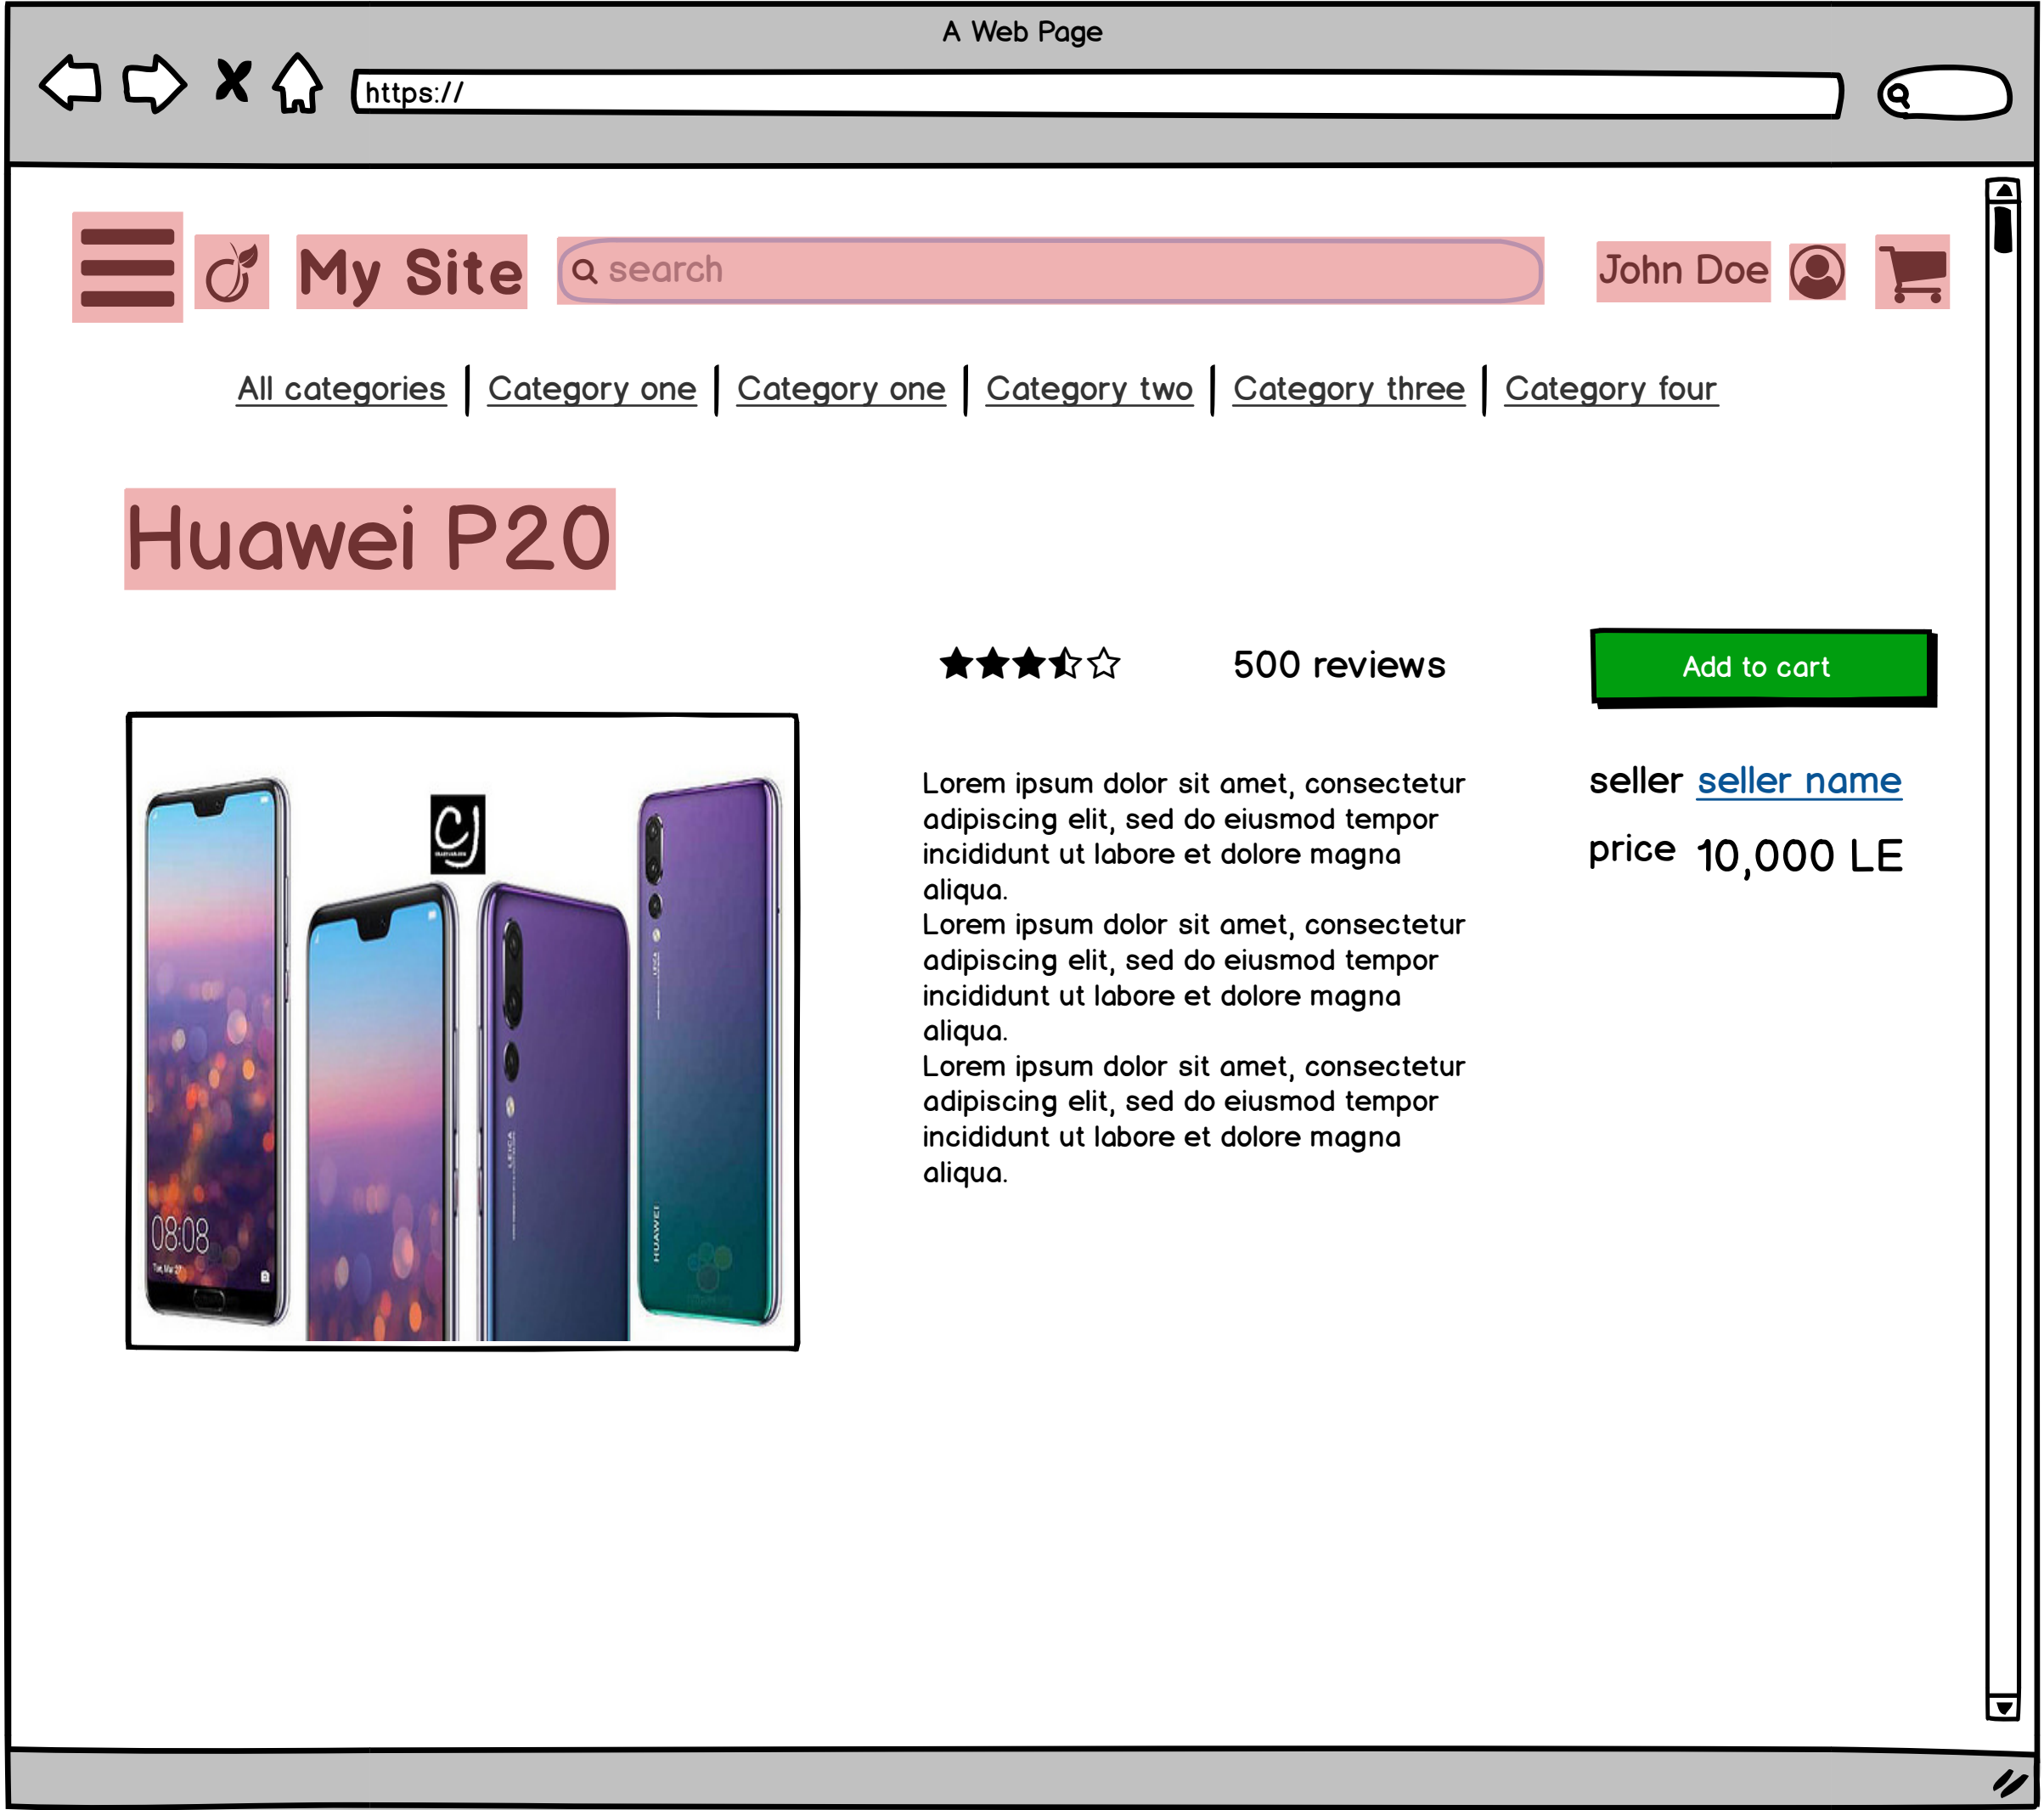 A Web Page
https://
My Site
search
John Doe
All categories
Category one
Category one
Category two
Category three
Category four
Huawei P20
500 reviews
Add to cart
Lorem ipsum dolor sit amet, consectetur
adipiscing elit, sed do eiusmod tempor
incididunt ut labore et dolore magna
aliqua.
Lorem ipsum dolor sit amet, consectetur
adipiscing elit, sed do eiusmod tempor
incididunt ut labore et dolore magna
aliqua.
Lorem ipsum dolor sit amet, consectetur
adipiscing elit, sed do eiusmod tempor
incididunt ut labore et dolore magna
aliqua.
seller seller name
price 10,000 LE
CJ
08:08
LEICA
LEICA
HUAWEI